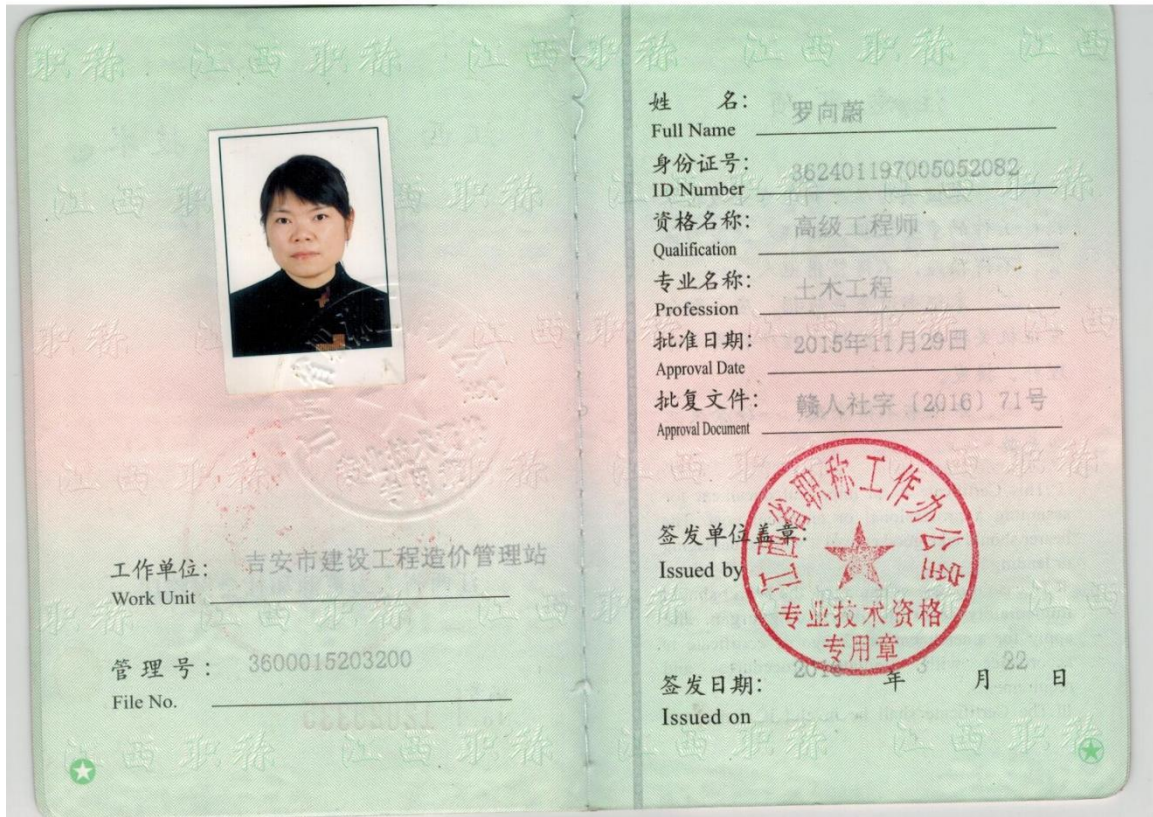 工作单位: 吉安市建设工程造价管理站
Work Unit
管理号: 3600015203200
File No.
姓 名: 罗向蔚
Full Name
身份证号: 362401197005052082
ID Number
资格名称: 高级工程师
Qualification
专业名称: 土木工程
Profession
批准日期: 2015年11月29日
Approval Date
批复文件: 赣人社字〔2016〕71号
Approval Document
江西省职称工作办公室
签发单位盖章:
Issued by
专业技术资格
专用章
签发日期: 2016 年 3 月 22 日
Issued on
江西职称